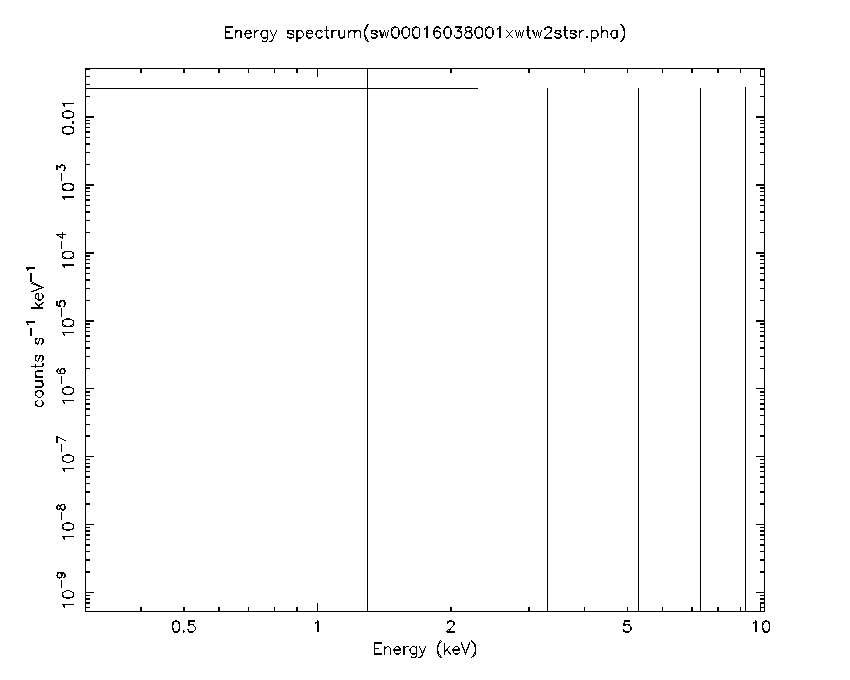 Energy spectrum(sw00016038001xwtw2stsr.pha)
0.01
10⁻³
10⁻⁴
10⁻⁵
10⁻⁶
10⁻⁷
10⁻⁸
10⁻⁹
counts s⁻¹ keV⁻¹
0.5 1 2 5 10
Energy (keV)